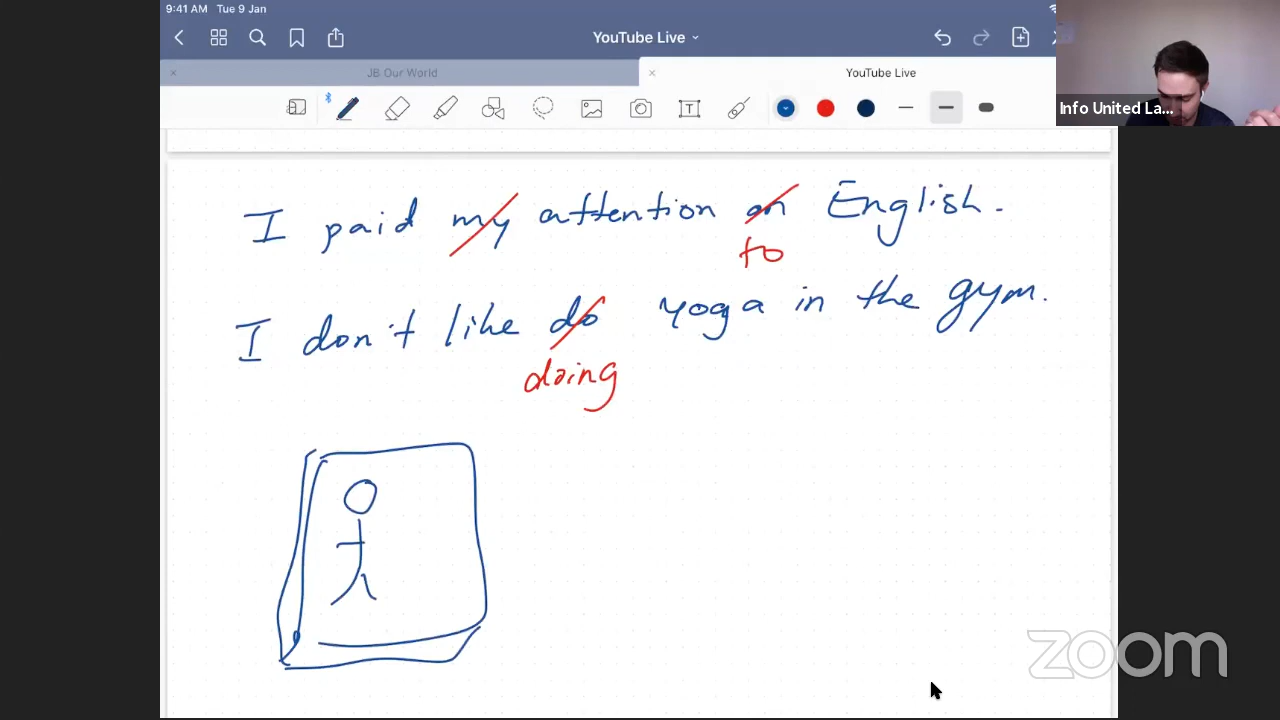 9:41 AM Tue 9 Jan
YouTube Live
JB Our World
YouTube Live
T
Info United La...
I paid my attention on English.
to
I don't like do yoga in the gym.
doing
zoom